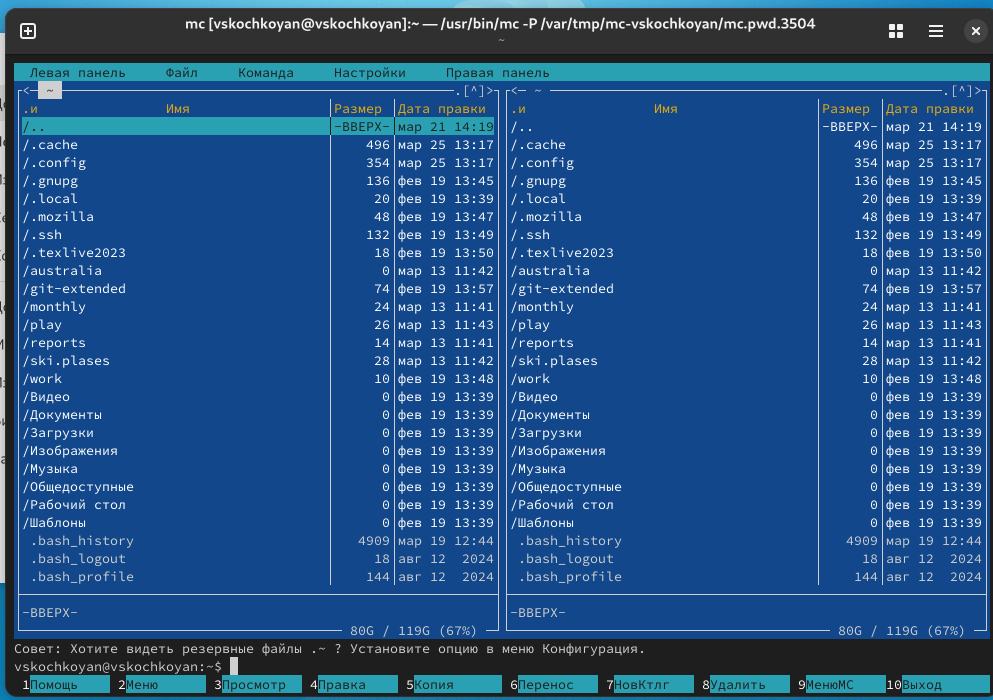 mc [vskochkoyan@vskochkoyan]:~ — /usr/bin/mc -P /var/tmp/mc-vskochkoyan/mc.pwd.3504
~
Левая панель Файл Команда Настройки Правая панель
<— ~ .[^]> <— ~ .[^]>
.и Имя Размер Дата правки .и Имя Размер Дата правки
/.. -ВВЕРХ- мар 21 14:19 /.. -ВВЕРХ- мар 21 14:19
/.cache 496 мар 25 13:17 /.cache 496 мар 25 13:17
/.config 354 мар 25 13:17 /.config 354 мар 25 13:17
/.gnupg 136 фев 19 13:45 /.gnupg 136 фев 19 13:45
/.local 20 фев 19 13:39 /.local 20 фев 19 13:39
/.mozilla 48 фев 19 13:47 /.mozilla 48 фев 19 13:47
/.ssh 132 фев 19 13:49 /.ssh 132 фев 19 13:49
/.texlive2023 18 фев 19 13:50 /.texlive2023 18 фев 19 13:50
/australia 0 мар 13 11:42 /australia 0 мар 13 11:42
/git-extended 74 фев 19 13:57 /git-extended 74 фев 19 13:57
/monthly 24 мар 13 11:41 /monthly 24 мар 13 11:41
/play 26 мар 13 11:43 /play 26 мар 13 11:43
/reports 14 мар 13 11:41 /reports 14 мар 13 11:41
/ski.plases 28 мар 13 11:42 /ski.plases 28 мар 13 11:42
/work 10 фев 19 13:48 /work 10 фев 19 13:48
/Видео 0 фев 19 13:39 /Видео 0 фев 19 13:39
/Документы 0 фев 19 13:39 /Документы 0 фев 19 13:39
/Загрузки 0 фев 19 13:39 /Загрузки 0 фев 19 13:39
/Изображения 0 фев 19 13:39 /Изображения 0 фев 19 13:39
/Музыка 0 фев 19 13:39 /Музыка 0 фев 19 13:39
/Общедоступные 0 фев 19 13:39 /Общедоступные 0 фев 19 13:39
/Рабочий стол 0 фев 19 13:39 /Рабочий стол 0 фев 19 13:39
/Шаблоны 0 фев 19 13:39 /Шаблоны 0 фев 19 13:39
.bash_history 4909 мар 19 12:44 .bash_history 4909 мар 19 12:44
.bash_logout 18 авг 12 2024 .bash_logout 18 авг 12 2024
.bash_profile 144 авг 12 2024 .bash_profile 144 авг 12 2024
-ВВЕРХ- -ВВЕРХ-
80G / 119G (67%) 80G / 119G (67%)
Совет: Хотите видеть резервные файлы .~ ? Установите опцию в меню Конфигурация.
vskochkoyan@vskochkoyan:~$
1Помощь 2Меню 3Просмотр 4Правка 5Копия 6Перенос 7НовКтлг 8Удалить 9МенюМС 10Выход